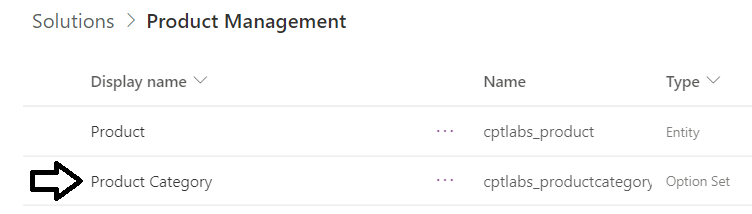 Solutions > Product Management
Display name Name Type
Product ... cptlabs_product Entity
Product Category ... cptlabs_productcategory Option Set